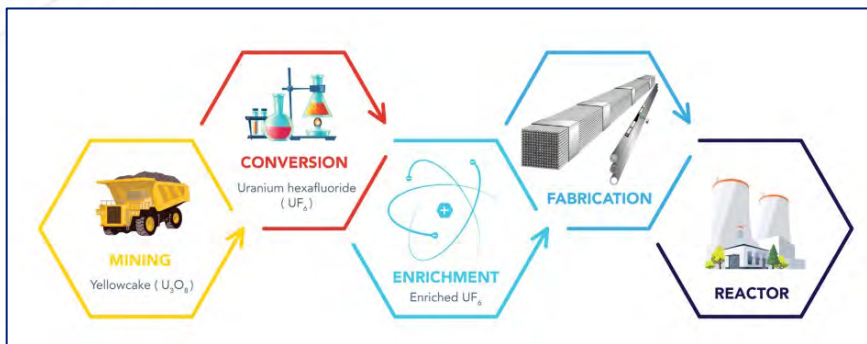 MINING
Yellowcake ( U₃O₈)
CONVERSION
Uranium hexafluoride
( UF₆)
ENRICHMENT
Enriched UF₆
FABRICATION
REACTOR